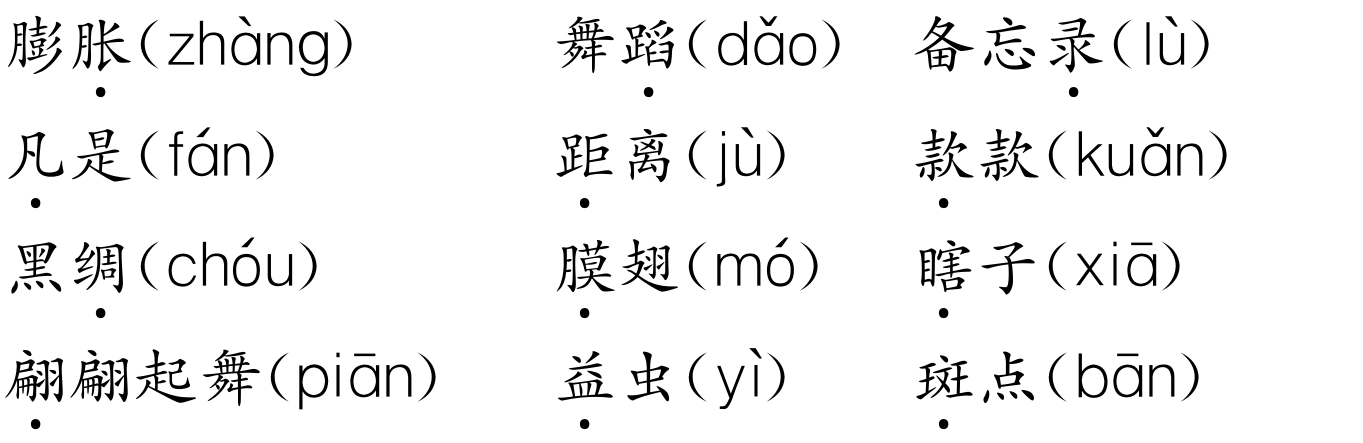 膨胀(zhàng) 舞蹈(dǎo) 备忘录(lù)
凡是(fán) 距离(jù) 款款(kuǎn)
黑绸(chóu) 膜翅(mó) 瞎子(xiā)
翩翩起舞(piān) 益虫(yì) 斑点(bān)